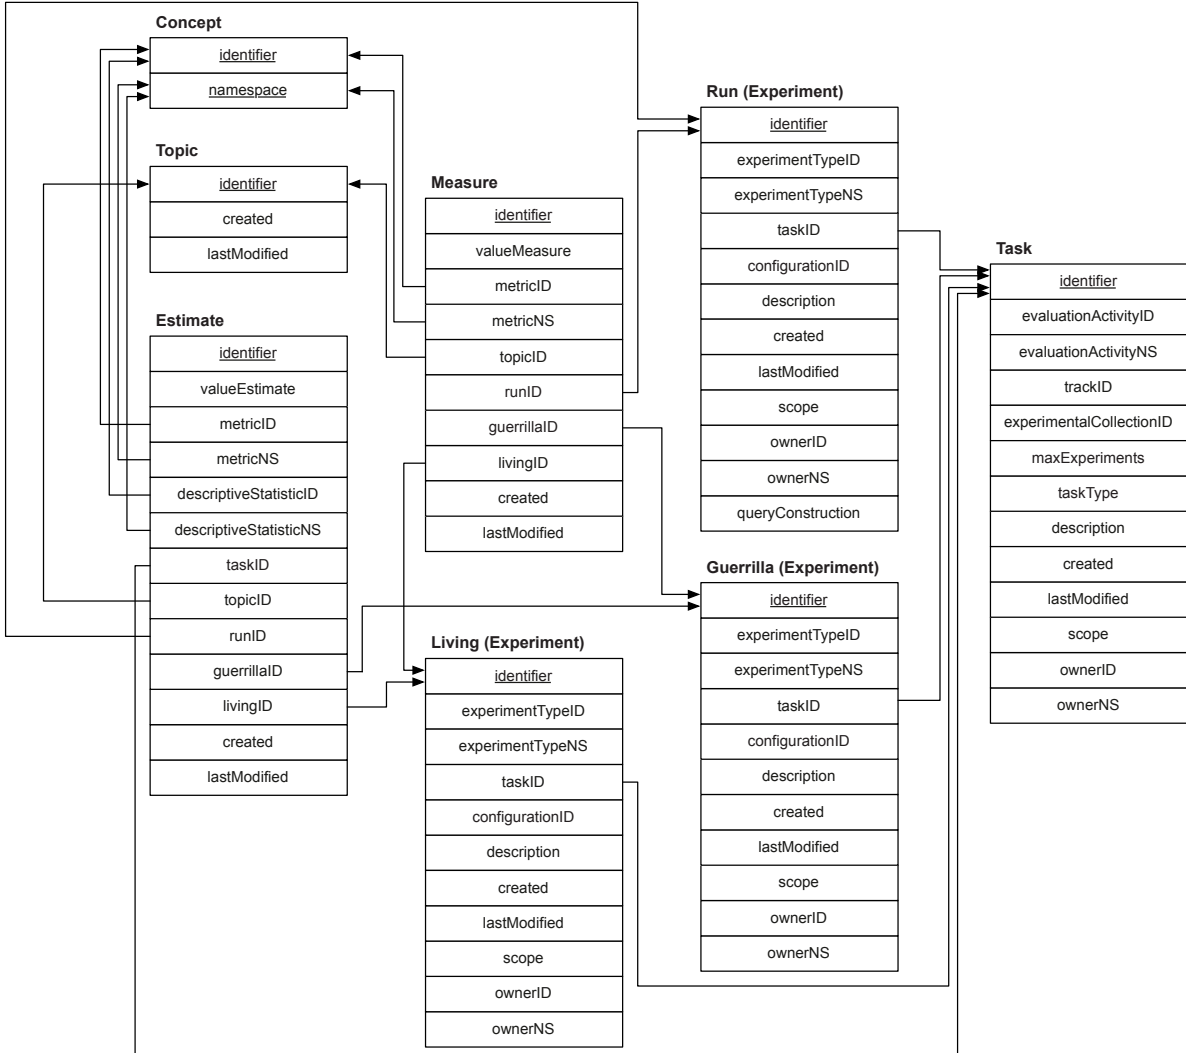 Concept
identifier
namespace
Topic
identifier
created
lastModified
Estimate
identifier
valueEstimate
metricID
metricNS
descriptiveStatisticID
descriptiveStatisticNS
taskID
topicID
runID
guerrillaID
livingID
created
lastModified
Measure
identifier
valueMeasure
metricID
metricNS
topicID
runID
guerrillaID
livingID
created
lastModified
Living (Experiment)
identifier
experimentTypeID
experimentTypeNS
taskID
configurationID
description
created
lastModified
scope
ownerID
ownerNS
Run (Experiment)
identifier
experimentTypeID
experimentTypeNS
taskID
configurationID
description
created
lastModified
scope
ownerID
ownerNS
queryConstruction
Guerrilla (Experiment)
identifier
experimentTypeID
experimentTypeNS
taskID
configurationID
description
created
lastModified
scope
ownerID
ownerNS
Task
identifier
evaluationActivityID
evaluationActivityNS
trackID
experimentalCollectionID
maxExperiments
taskType
description
created
lastModified
scope
ownerID
ownerNS